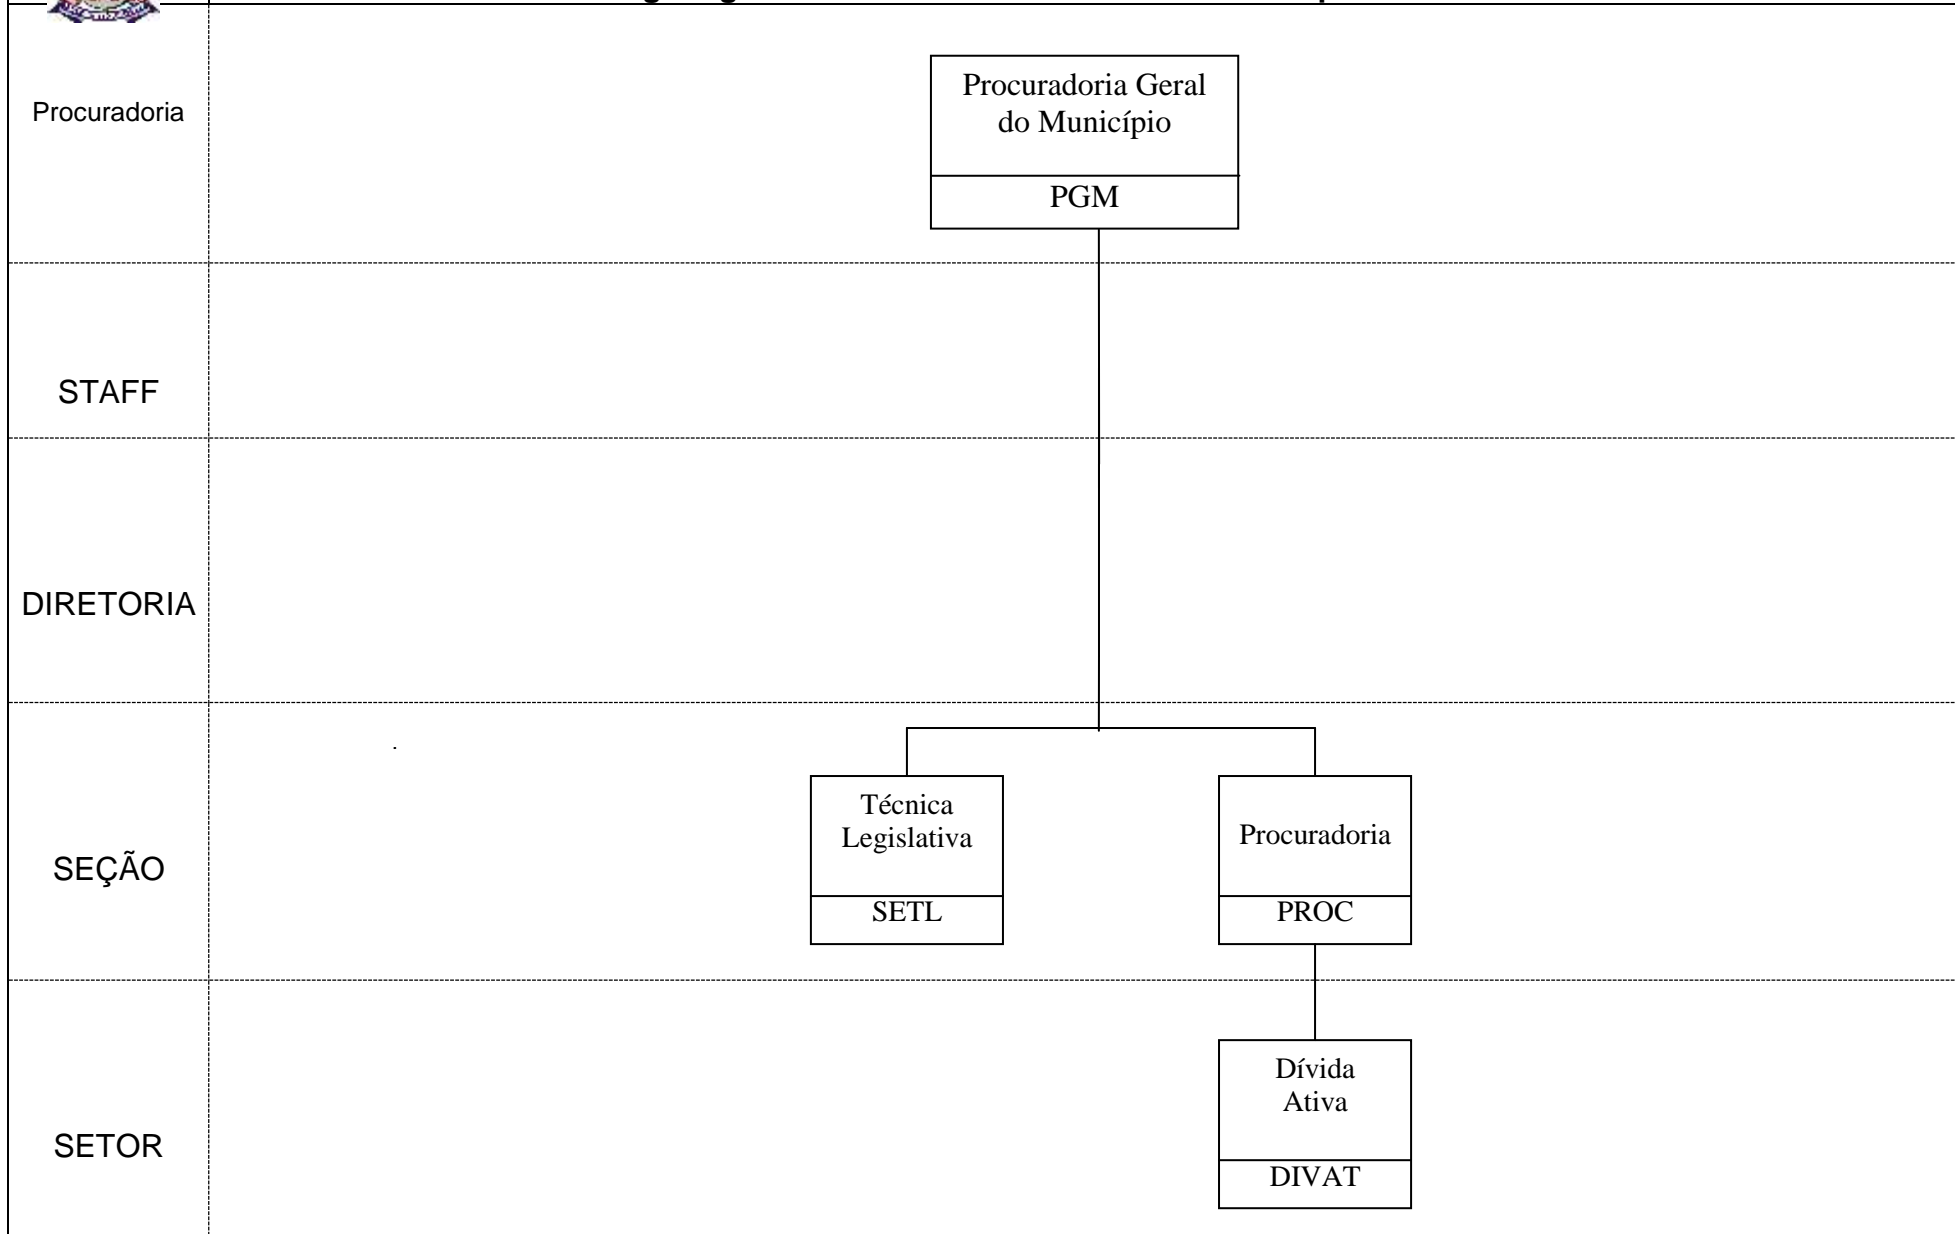 Procuradoria
Procuradoria Geral
do Município
PGM
STAFF
DIRETORIA
SEÇÃO
Técnica
Legislativa
SETL
Procuradoria
PROC
SETOR
Dívida
Ativa
DIVAT